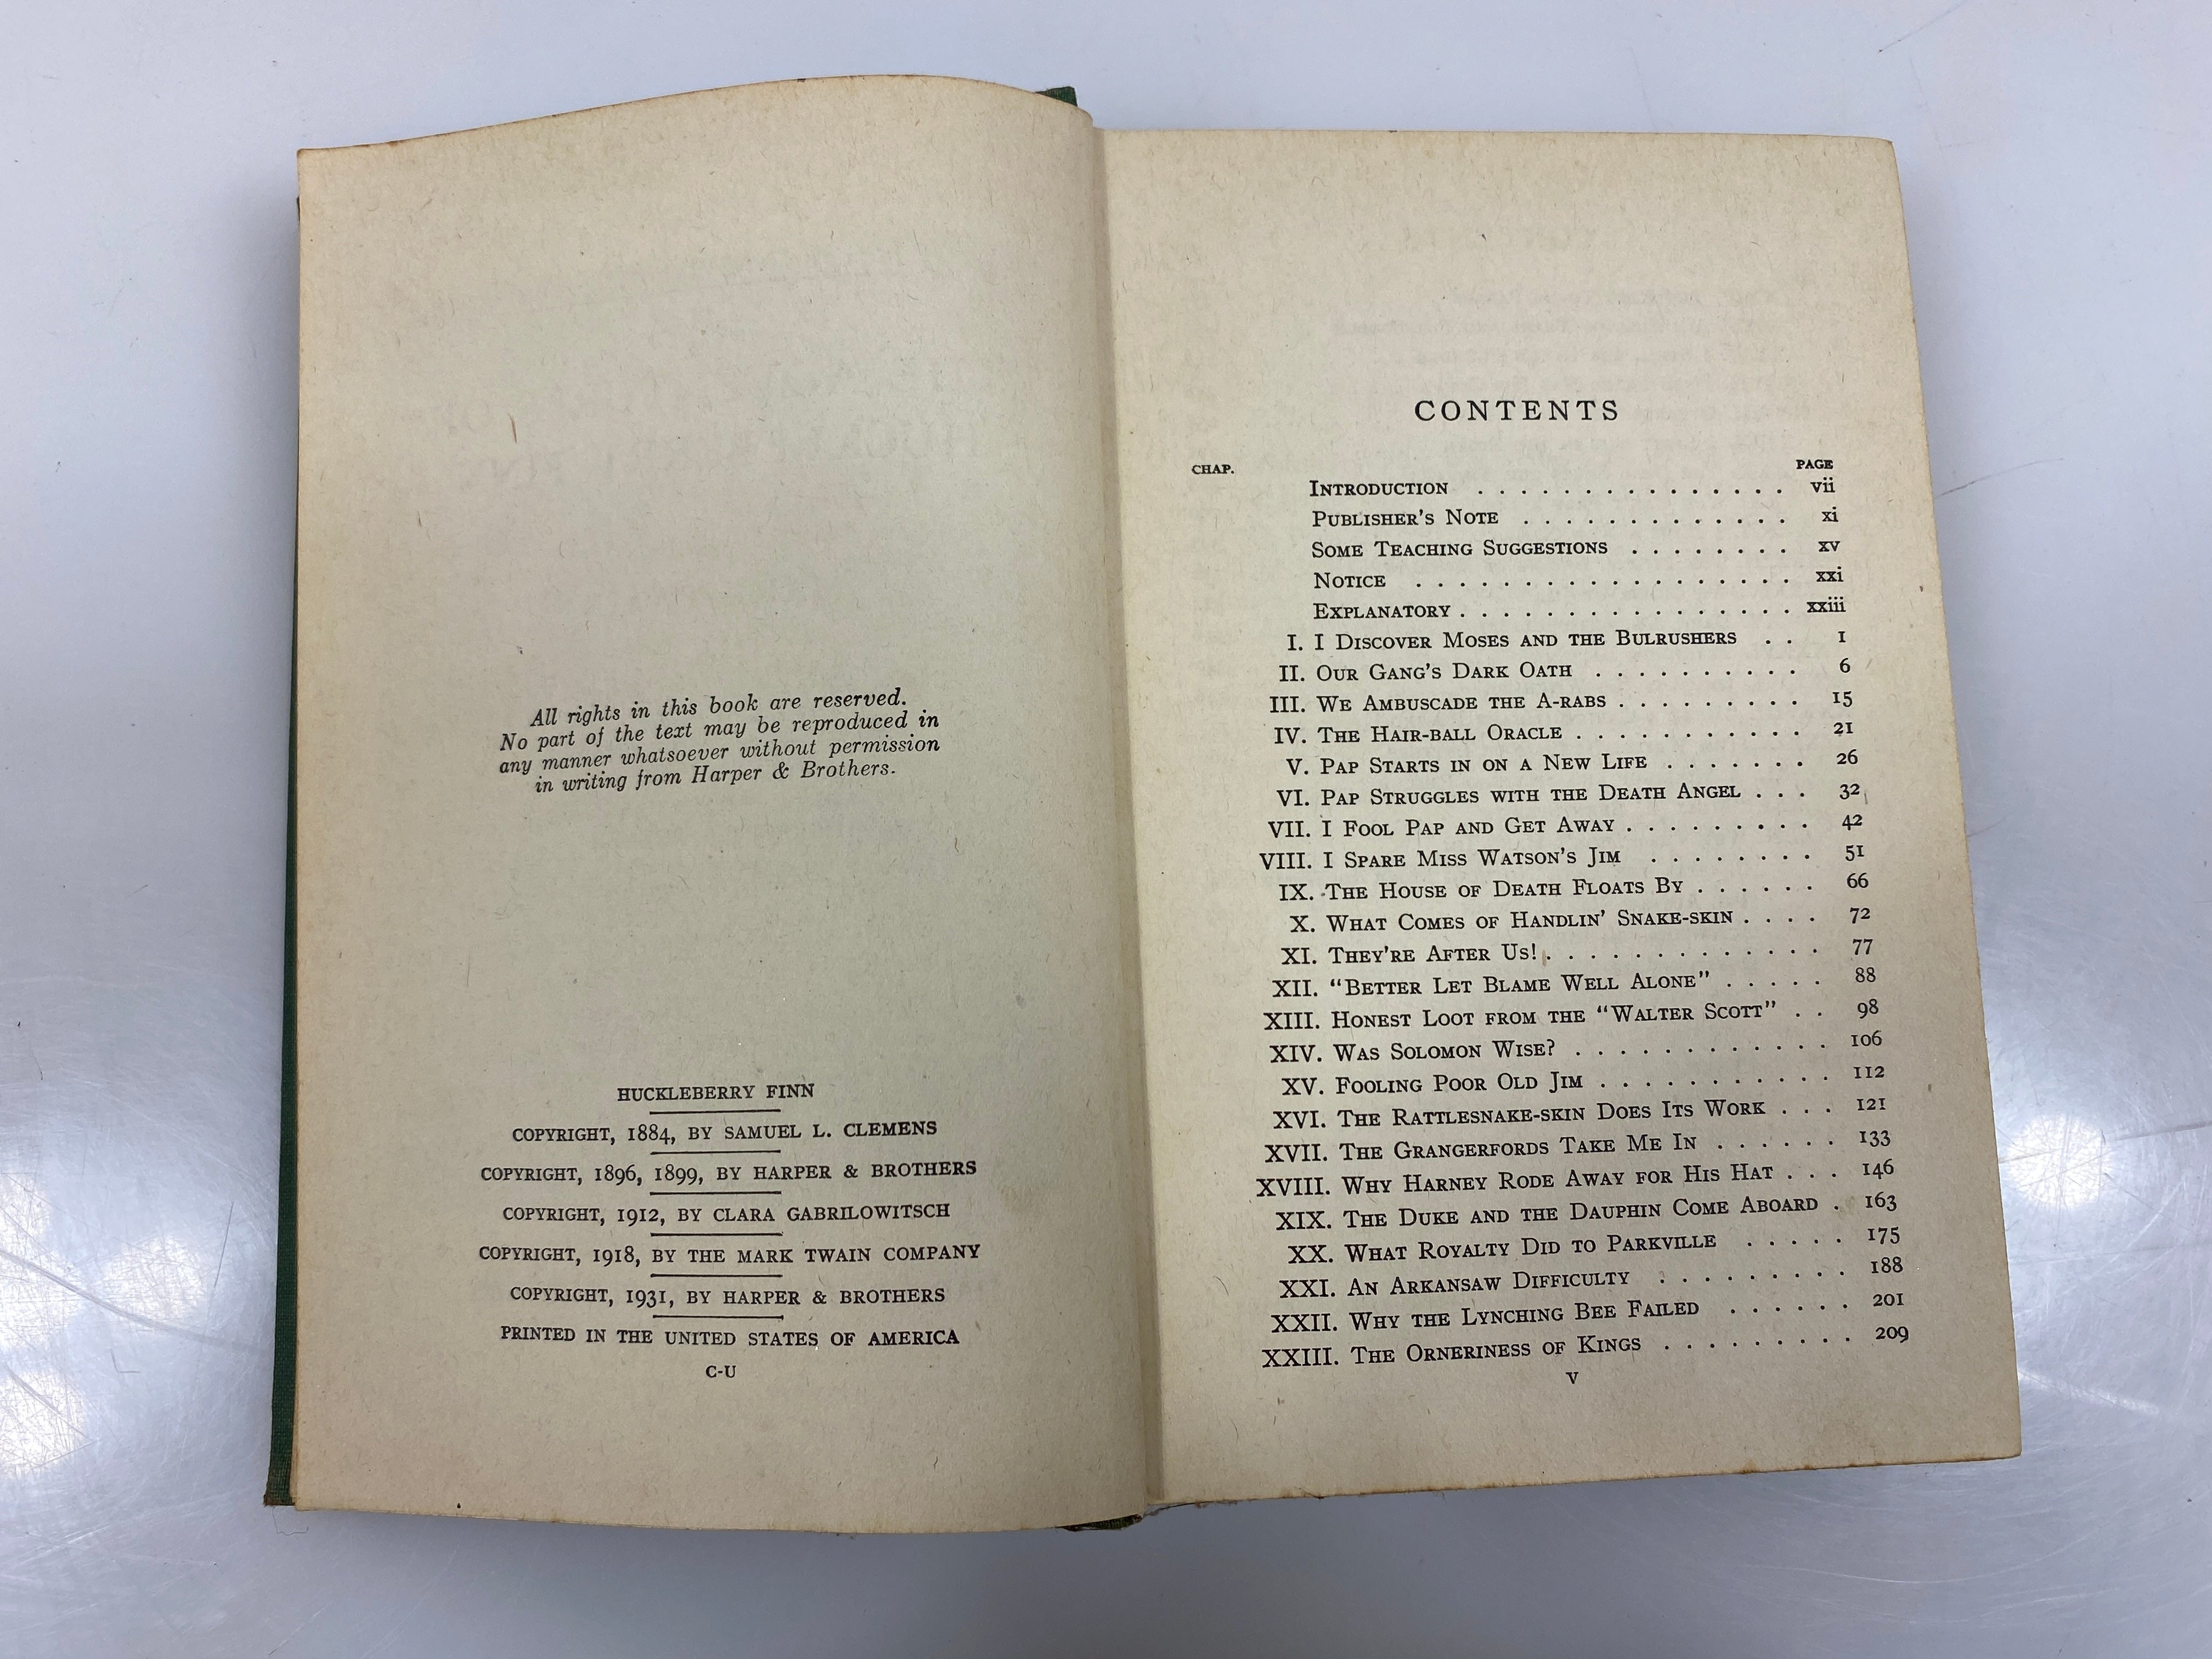 All rights in this book are reserved.
No part of the text may be reproduced in
any manner whatsoever without permission
in writing from Harper & Brothers.
HUCKLEBERRY FINN
COPYRIGHT, 1884, BY SAMUEL L. CLEMENS
COPYRIGHT, 1896, 1899, BY HARPER & BROTHERS
COPYRIGHT, 1912, BY CLARA GABRILOWITSCH
COPYRIGHT, 1918, BY THE MARK TWAIN COMPANY
COPYRIGHT, 1931, BY HARPER & BROTHERS
PRINTED IN THE UNITED STATES OF AMERICA
C-U
CONTENTS
CHAP. PAGE
INTRODUCTION . . . . . . . . . . . . . . . vii
PUBLISHER'S NOTE . . . . . . . . . . . . . xi
SOME TEACHING SUGGESTIONS . . . . . . . . xv
NOTICE . . . . . . . . . . . . . . . . . . xxi
EXPLANATORY . . . . . . . . . . . . . . . . xxiii
I. I DISCOVER MOSES AND THE BULRUSHERS . . 1
II. OUR GANG'S DARK OATH . . . . . . . . . . 6
III. WE AMBUSCADE THE A-RABS . . . . . . . . . 15
IV. THE HAIR-BALL ORACLE . . . . . . . . . . . 21
V. PAP STARTS IN ON A NEW LIFE . . . . . . . 26
VI. PAP STRUGGLES WITH THE DEATH ANGEL . . . 32
VII. I FOOL PAP AND GET AWAY . . . . . . . . . 42
VIII. I SPARE MISS WATSON'S JIM . . . . . . . . 51
IX. THE HOUSE OF DEATH FLOATS BY . . . . . . 66
X. WHAT COMES OF HANDLIN' SNAKE-SKIN . . . . 72
XI. THEY'RE AFTER US! . . . . . . . . . . . . . 77
XII. "BETTER LET BLAME WELL ALONE" . . . . . 88
XIII. HONEST LOOT FROM THE "WALTER SCOTT" . . 98
XIV. WAS SOLOMON WISE? . . . . . . . . . . . . 106
XV. FOOLING POOR OLD JIM . . . . . . . . . . . 112
XVI. THE RATTLESNAKE-SKIN DOES ITS WORK . . . 121
XVII. THE GRANGERFORDS TAKE ME IN . . . . . . 133
XVIII. WHY HARNEY RODE AWAY FOR HIS HAT . . . 146
XIX. THE DUKE AND THE DAUPHIN COME ABOARD . 163
XX. WHAT ROYALTY DID TO PARKVILLE . . . . . 175
XXI. AN ARKANSAW DIFFICULTY . . . . . . . . . 188
XXII. WHY THE LYNCHING BEE FAILED . . . . . . 201
XXIII. THE ORNERINESS OF KINGS . . . . . . . . . 209
V